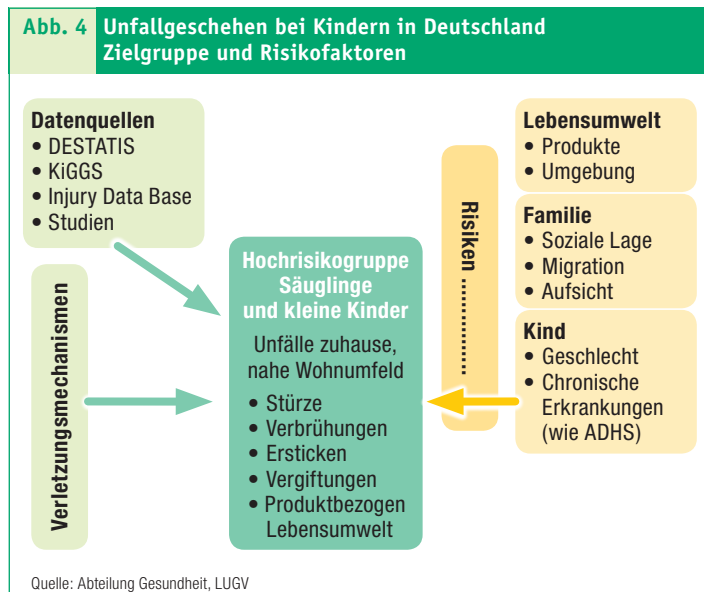 Abb. 4
Unfallgeschehen bei Kindern in Deutschland
Zielgruppe und Risikofaktoren
Datenquellen
• DESTATIS
• KiGGS
• Injury Data Base
• Studien
Verletzungsmechanismen
Hochrisikogruppe
Säuglinge
und kleine Kinder
Unfälle zuhause,
nahe Wohnumfeld
• Stürze
• Verbrühungen
• Ersticken
• Vergiftungen
• Produktbezogen
Lebensumwelt
Risiken ...............
Lebensumwelt
• Produkte
• Umgebung
Familie
• Soziale Lage
• Migration
• Aufsicht
Kind
• Geschlecht
• Chronische
Erkrankungen
(wie ADHS)
Quelle: Abteilung Gesundheit, LUGV